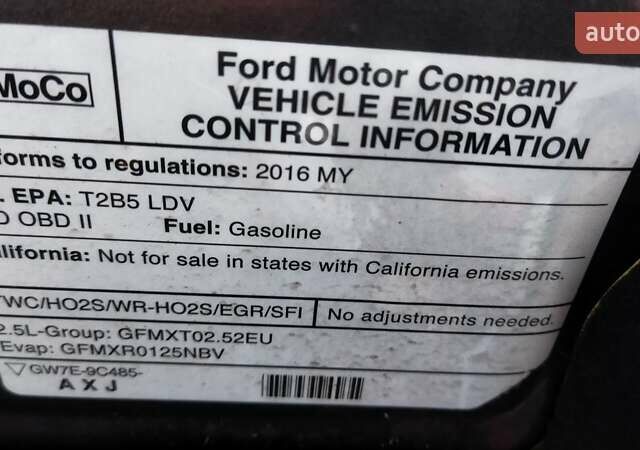 auto
MoCo
Ford Motor Company
VEHICLE EMISSION
CONTROL INFORMATION
forms to regulations: 2016 MY
. EPA: T2B5 LDV
OBD II Fuel: Gasoline
alifornia: Not for sale in states with California emissions.
TWC/HO2S/WR-HO2S/EGR/SFI No adjustments needed.
2.5L-Group: GFMXT02.52EU
Evap: GFMXR0125NBV
GW7E-9C485-
AXJ